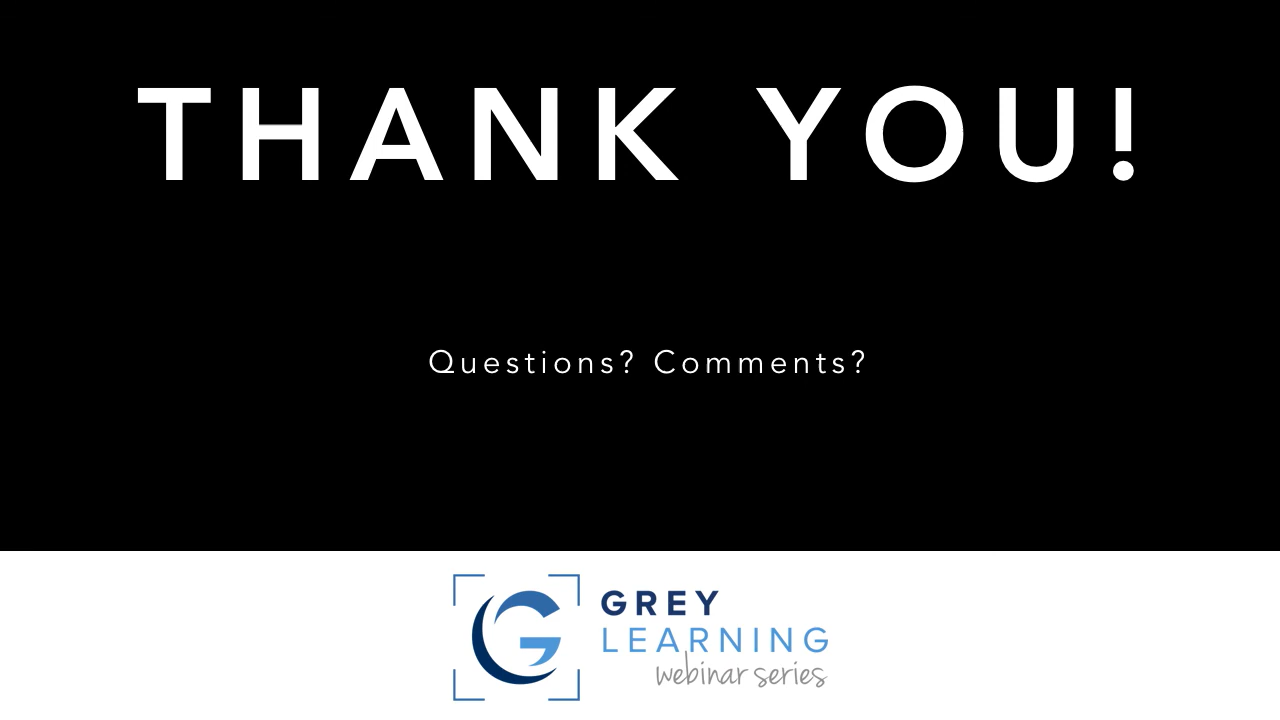 THANK YOU!
Questions? Comments?
GREY
LEARNING
webinar series